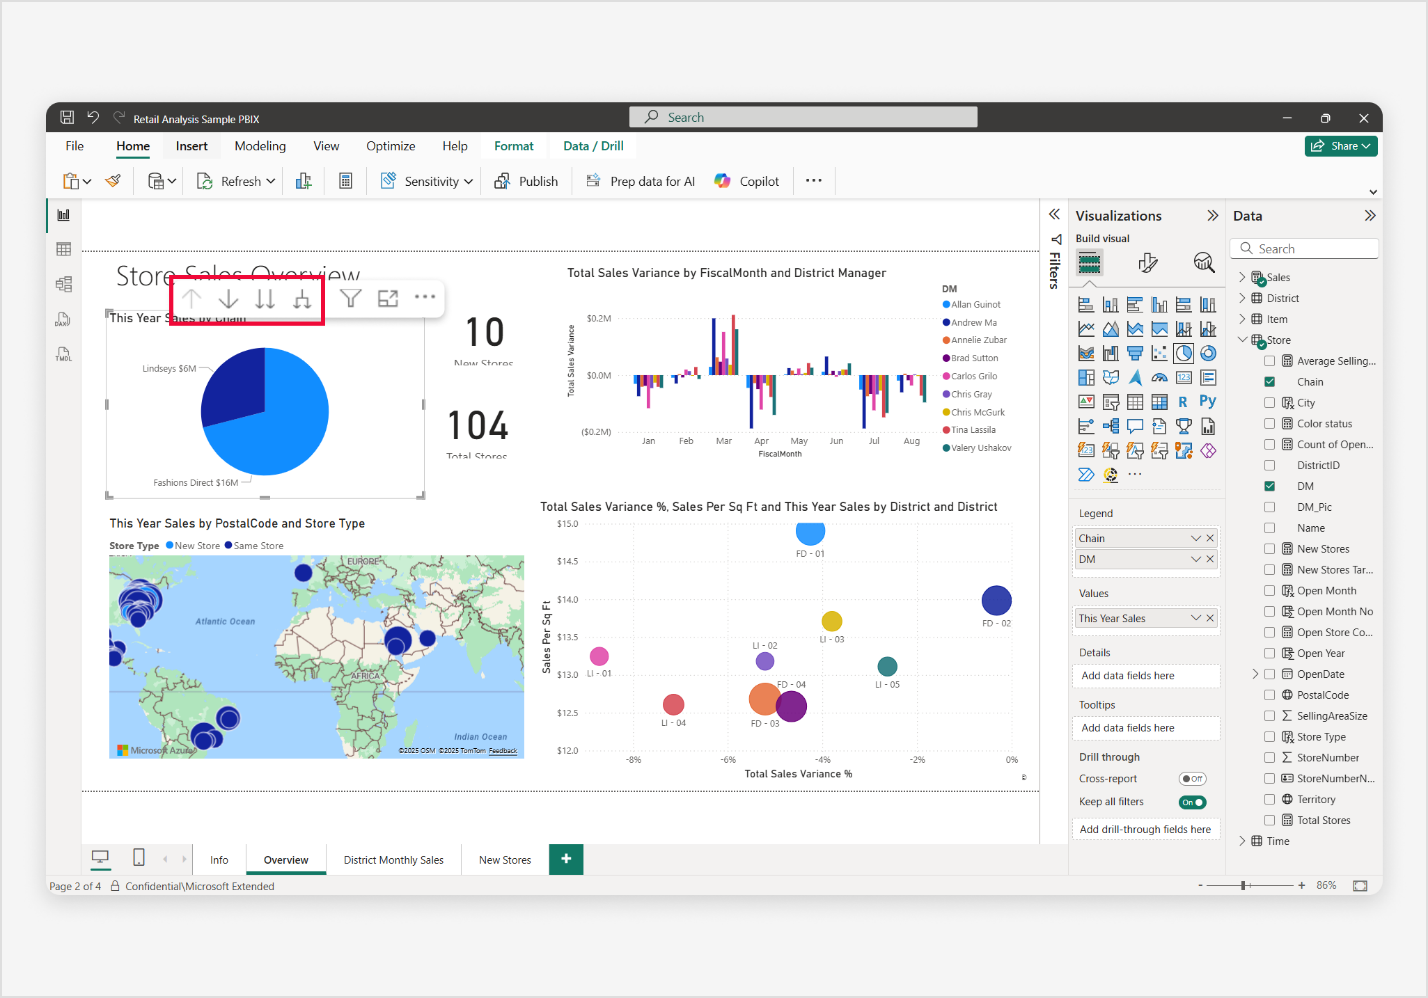 Retail Analysis Sample PBIX
Search
File Home Insert Modeling View Optimize Help Format Data / Drill
Share
Refresh Sensitivity Publish Prep data for AI Copilot
Store Sales Overview
This Year Sales by Chain
Lindseys $6M
Fashions Direct $16M
10
New Stores
104
Total Stores
Total Sales Variance by FiscalMonth and District Manager
Total Sales Variance
$0.2M
$0.0M
($0.2M)
Jan Feb Mar Apr May Jun Jul Aug
FiscalMonth
DM
Allan Guinot
Andrew Ma
Annelie Zubar
Brad Sutton
Carlos Grilo
Chris Gray
Chris McGurk
Tina Lassila
Valery Ushakov
This Year Sales by PostalCode and Store Type
Store Type New Store Same Store
EUROPE
Atlantic Ocean
AFRICA
Indian Ocean
Microsoft Azure
©2025 OSM ©2025 TomTom Feedback
Total Sales Variance %, Sales Per Sq Ft and This Year Sales by District and District
Sales Per Sq Ft
$15.0
$14.5
$14.0
$13.5
$13.0
$12.5
$12.0
FD - 01
FD - 02
LI - 03
LI - 02
LI - 01
LI - 05
FD - 04
LI - 04
FD - 03
-8% -6% -4% -2% 0%
Total Sales Variance %
Filters
Visualizations
Build visual
R
Py
123
Legend
Chain
DM
Values
This Year Sales
Details
Add data fields here
Tooltips
Add data fields here
Drill through
Cross-report Off
Keep all filters On
Add drill-through fields here
Data
Search
Sales
District
Item
Store
Average Selling...
Chain
City
Color status
Count of Open...
DistrictID
DM
DM_Pic
Name
New Stores
New Stores Tar...
Open Month
Open Month No
Open Store Co...
Open Year
OpenDate
PostalCode
SellingAreaSize
Store Type
StoreNumber
StoreNumberN...
Territory
Total Stores
Time
DAX
TMDL
Info Overview District Monthly Sales New Stores +
Page 2 of 4 Confidential\Microsoft Extended
- + 86%